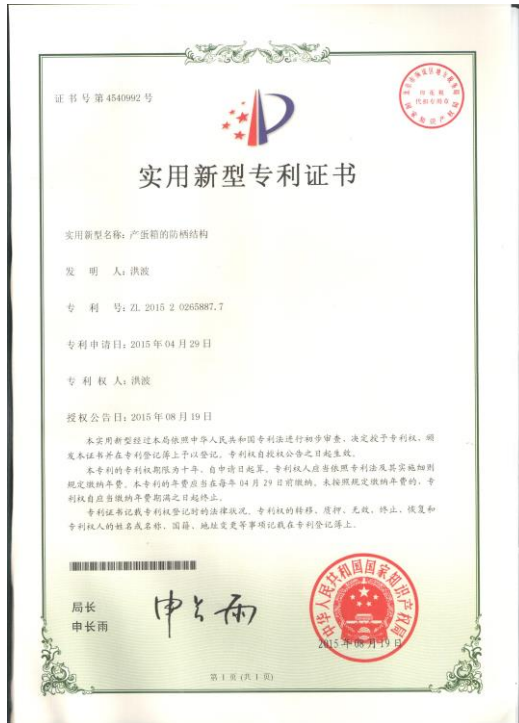 证书号第4540992号
实用新型专利证书
实用新型名称：产蛋箱的防栖结构
发明人：洪波
专利号：ZL 2015 2 0265887.7
专利申请日：2015年04月29日
专利权人：洪波
授权公告日：2015年08月19日
本实用新型经过本局依照中华人民共和国专利法进行初步审查，决定授予专利权，颁
发本证书并在专利登记簿上予以登记。专利权自授权公告之日起生效。
本专利的专利权期限为十年，自申请日起算。专利权人应当依照专利法及其实施细则
规定缴纳年费。本专利的年费应当在每年04月29日前缴纳。未按照规定缴纳年费的，专
利权自应当缴纳年费期满之日起终止。
专利证书记载专利权登记时的法律状况。专利权的转移、质押、无效、终止、恢复和
专利权人的姓名或名称、国籍、地址变更等事项记载在专利登记簿上。
局长
申长雨
申长雨
中华人民共和国国家知识产权局
2015年08月19日
第1页(共1页)